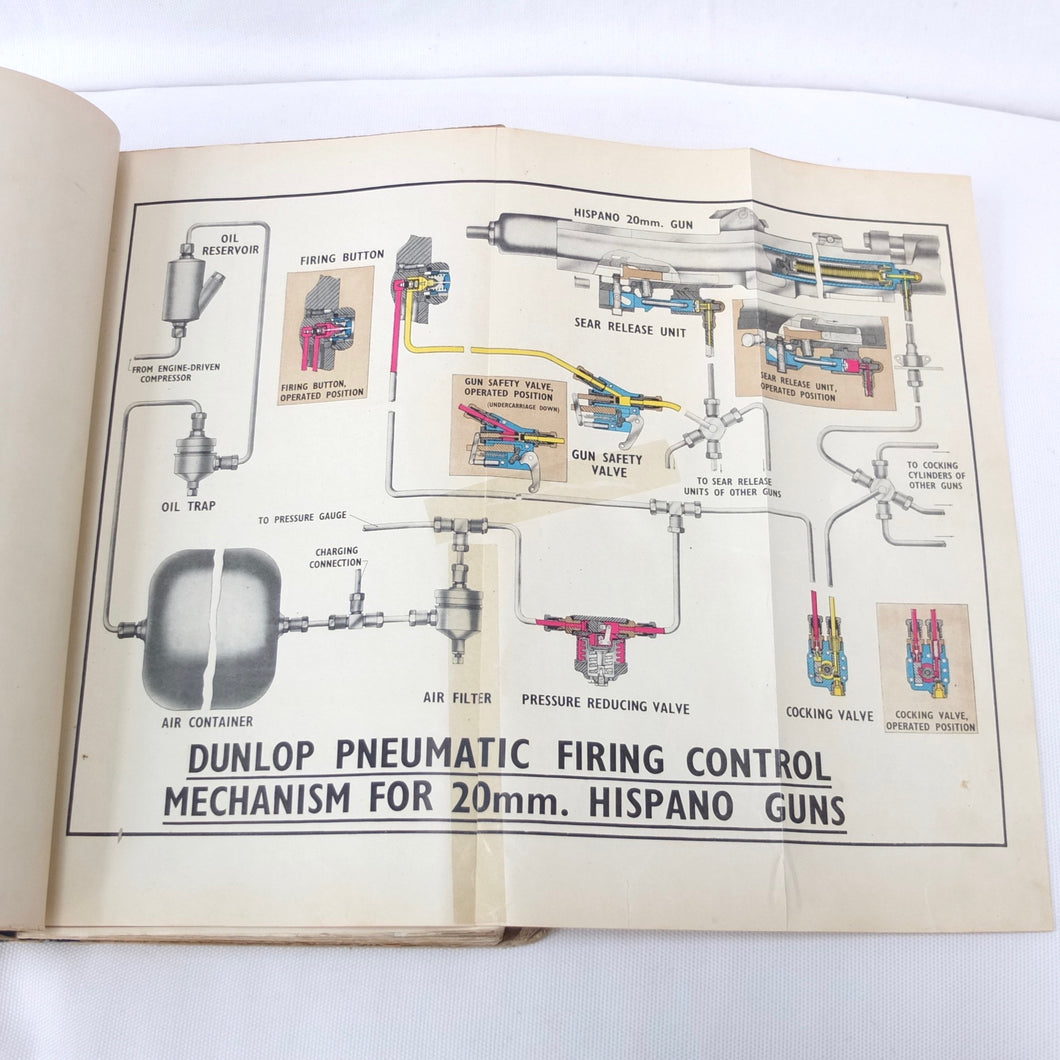 OIL
RESERVOIR
FROM ENGINE-DRIVEN
COMPRESSOR
FIRING BUTTON
FIRING BUTTON,
OPERATED POSITION
HISPANO 20mm. GUN
SEAR RELEASE UNIT
SEAR RELEASE UNIT,
OPERATED POSITION
GUN SAFETY VALVE,
OPERATED POSITION
(UNDERCARRIAGE DOWN)
GUN SAFETY
VALVE
TO SEAR RELEASE
UNITS OF OTHER GUNS
TO COCKING
CYLINDERS OF
OTHER GUNS
OIL TRAP
TO PRESSURE GAUGE
CHARGING
CONNECTION
AIR CONTAINER
AIR FILTER
PRESSURE REDUCING VALVE
COCKING VALVE
COCKING VALVE,
OPERATED POSITION
DUNLOP PNEUMATIC FIRING CONTROL
MECHANISM FOR 20mm. HISPANO GUNS